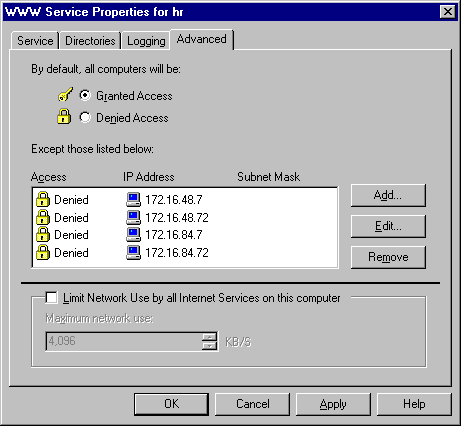 WWW Service Properties for hr
Service Directories Logging Advanced
By default, all computers will be:
Granted Access
Denied Access
Except those listed below:
Access IP Address Subnet Mask
Denied 172.16.48.7
Denied 172.16.48.72
Denied 172.16.84.7
Denied 172.16.84.72
Add...
Edit...
Remove
Limit Network Use by all Internet Services on this computer
Maximum network use:
4,096 KB/S
OK Cancel Apply Help